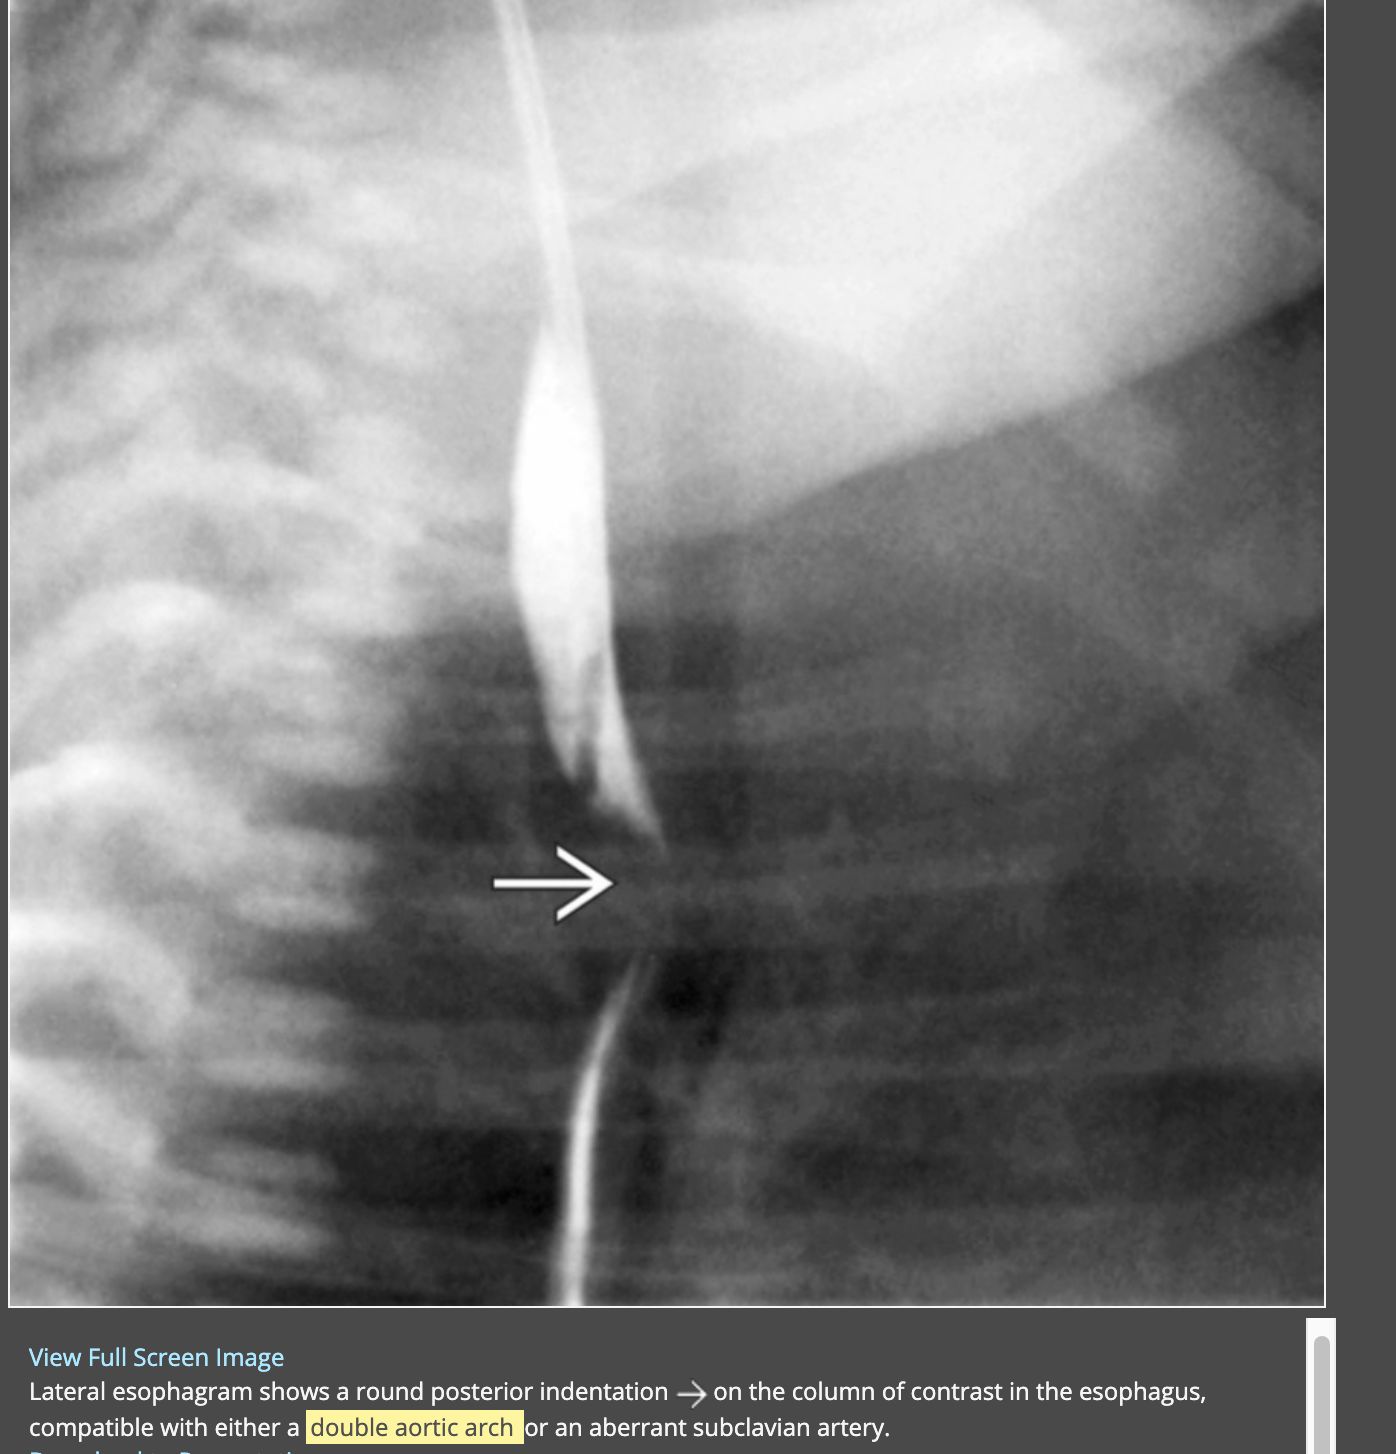 View Full Screen Image
Lateral esophagram shows a round posterior indentation → on the column of contrast in the esophagus,
compatible with either a double aortic arch or an aberrant subclavian artery.